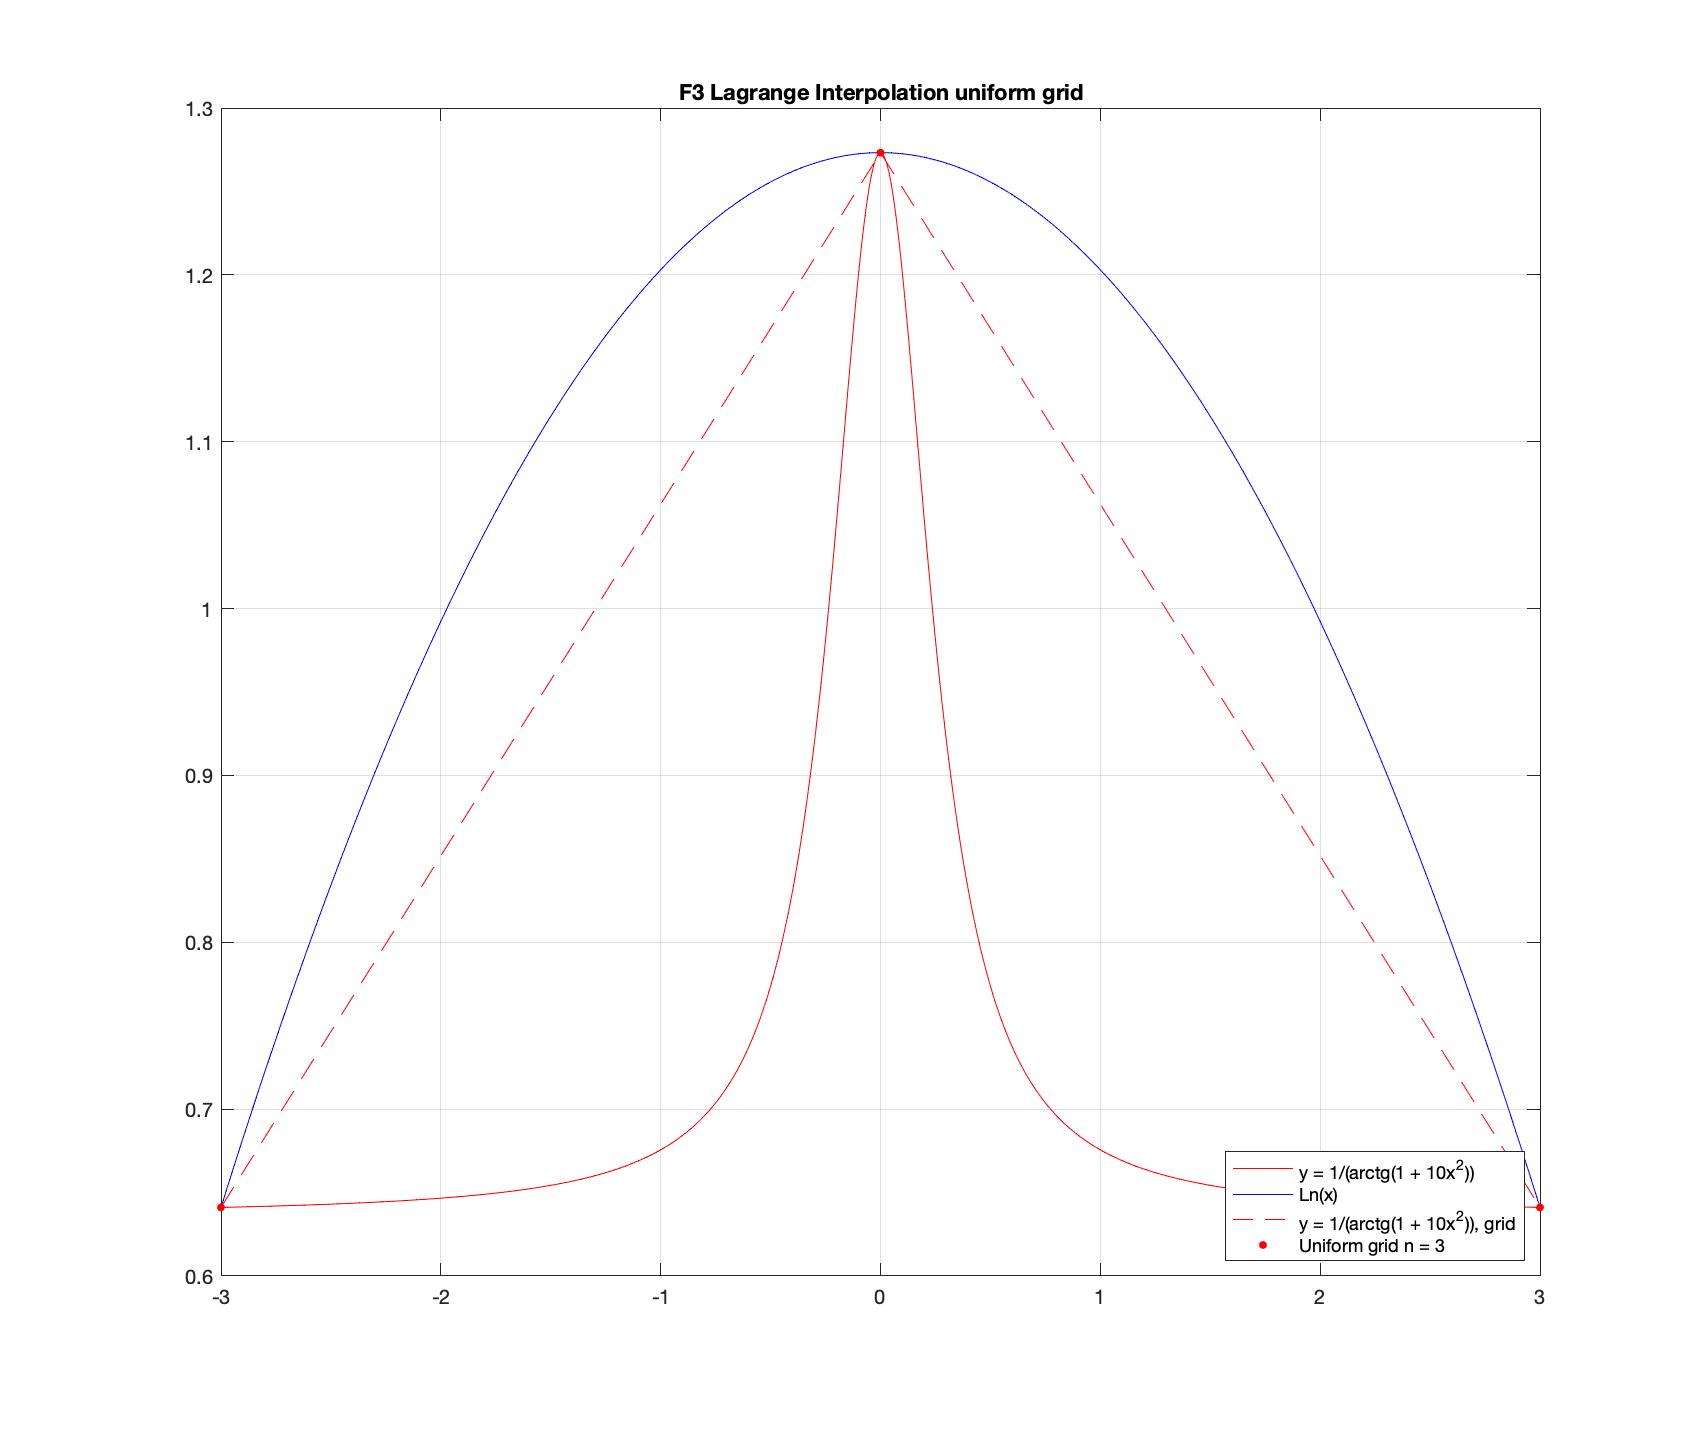 F3 Lagrange Interpolation uniform grid
1.3
1.2
1.1
1
0.9
0.8
0.7
0.6
-3 -2 -1 0 1 2 3
y = 1/(arctg(1 + 10x²))
Ln(x)
y = 1/(arctg(1 + 10x²)), grid
Uniform grid n = 3